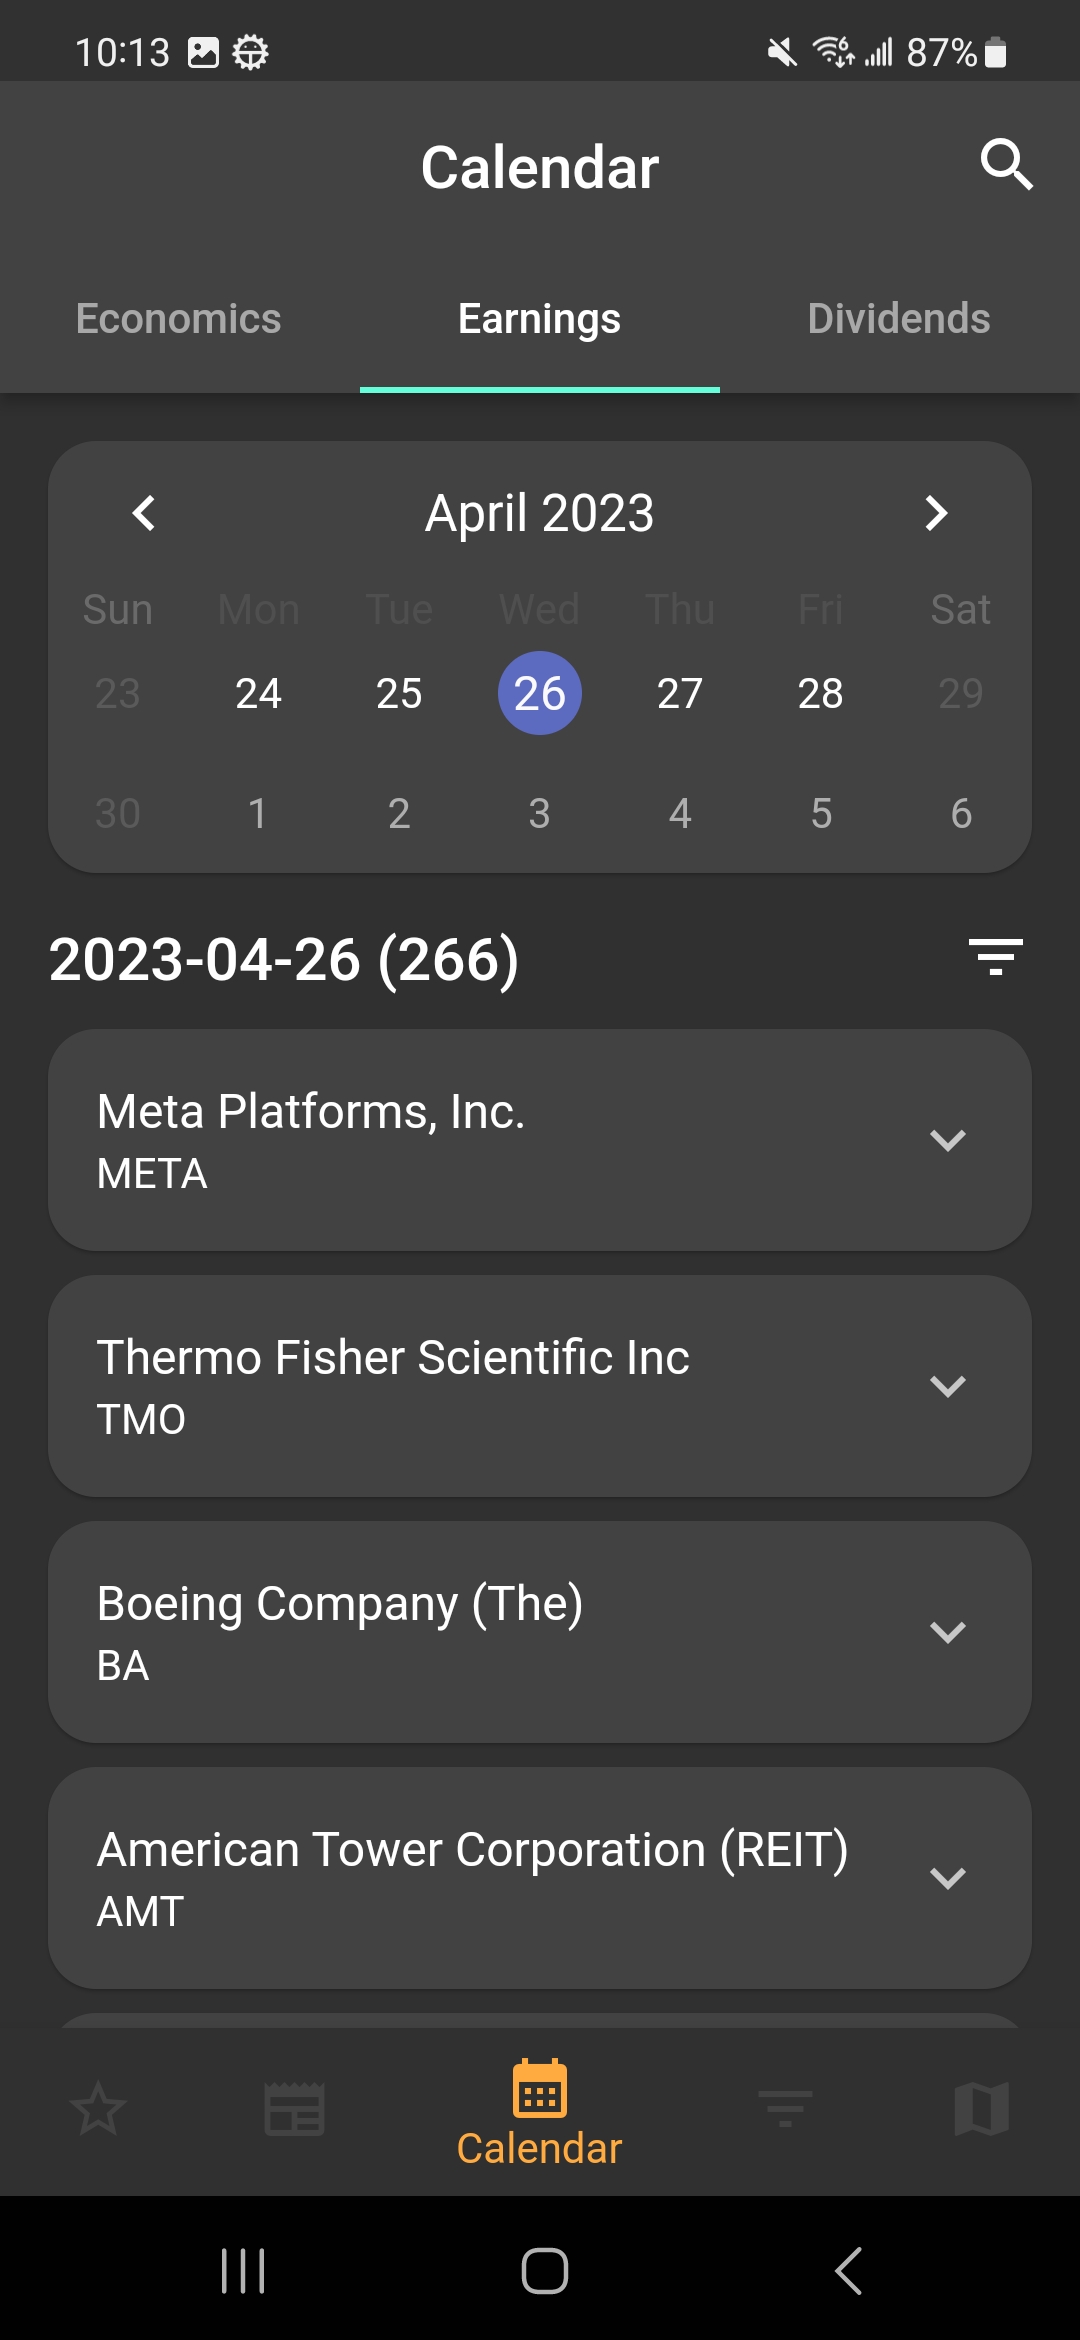 10:13 87%
Calendar
Economics Earnings Dividends
April 2023
Sun Mon Tue Wed Thu Fri Sat
23 24 25 26 27 28 29
30 1 2 3 4 5 6
2023-04-26 (266)
Meta Platforms, Inc.
META
Thermo Fisher Scientific Inc
TMO
Boeing Company (The)
BA
American Tower Corporation (REIT)
AMT
Calendar